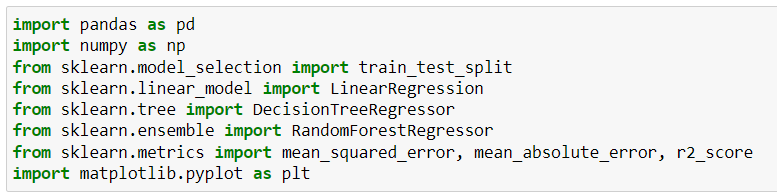 import pandas as pd
import numpy as np
from sklearn.model_selection import train_test_split
from sklearn.linear_model import LinearRegression
from sklearn.tree import DecisionTreeRegressor
from sklearn.ensemble import RandomForestRegressor
from sklearn.metrics import mean_squared_error, mean_absolute_error, r2_score
import matplotlib.pyplot as plt